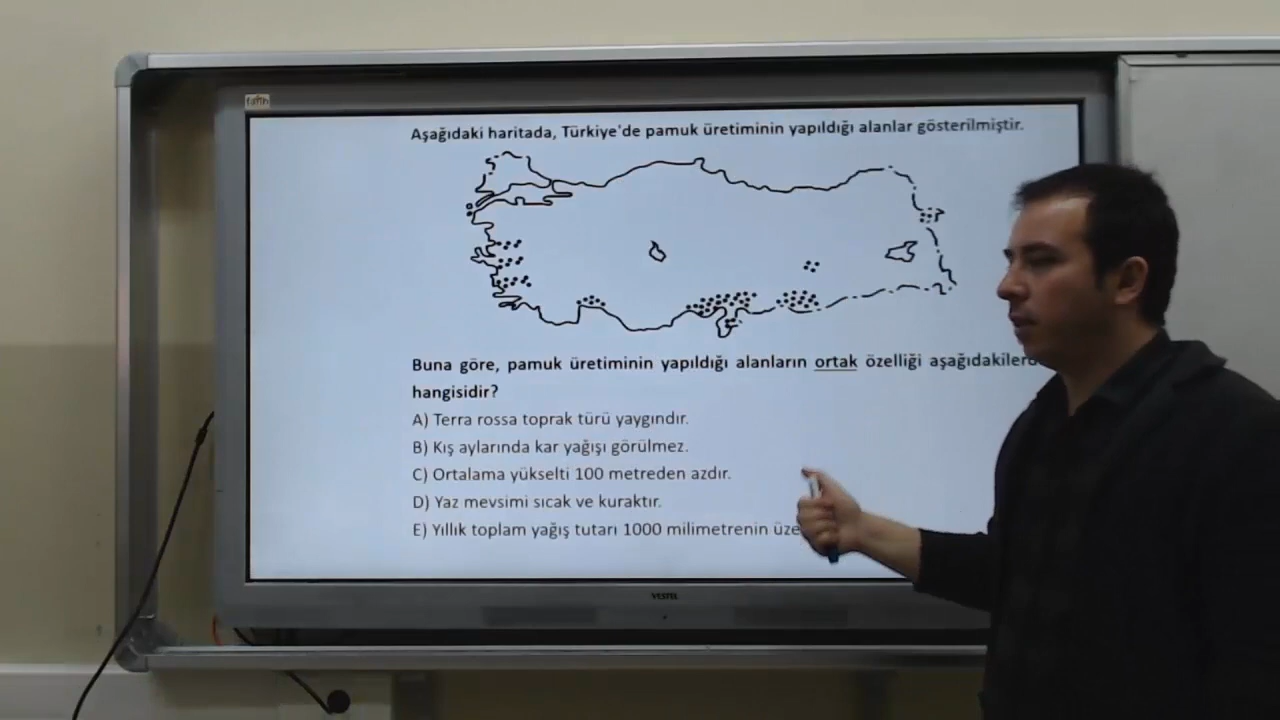 Aşağıdaki haritada, Türkiye'de pamuk üretiminin yapıldığı alanlar gösterilmiştir.
Buna göre, pamuk üretiminin yapıldığı alanların ortak özelliği
hangisidir?
A) Terra rossa toprak türü yaygındır.
B) Kış aylarında kar yağışı görülmez.
C) Ortalama yükselti 100 metreden azdır.
D) Yaz mevsimi sıcak ve kuraktır.
E) Yıllık toplam yağış tutarı 1000 milimetrenin
VESTEL